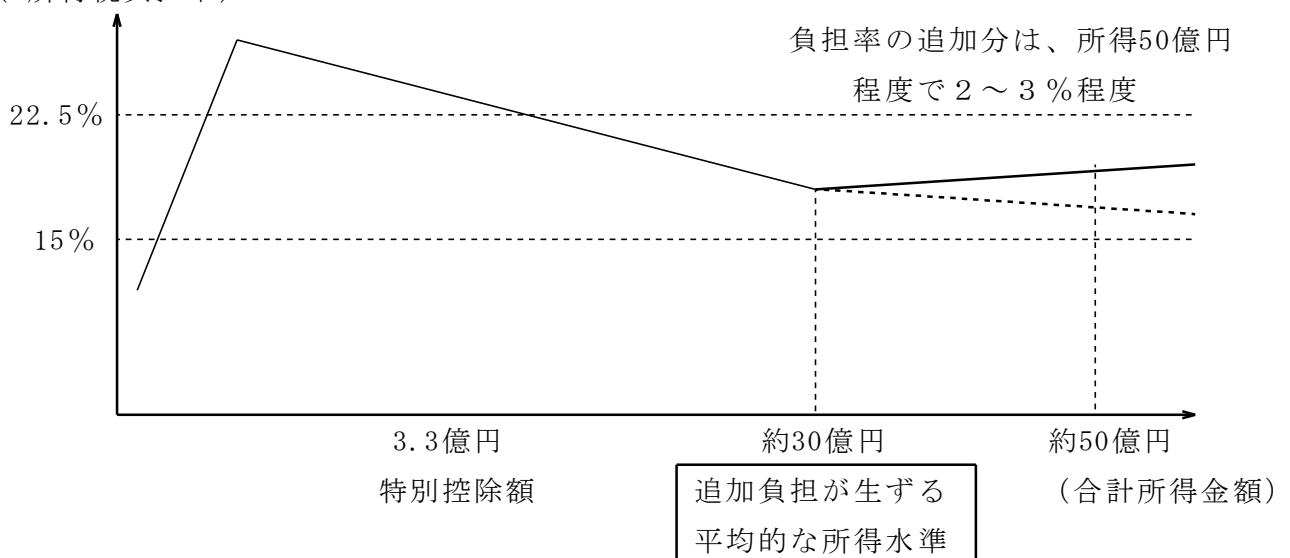 負担率の追加分は、所得50億円
程度で２～３％程度
22.5%
15%
3.3億円
約30億円
約50億円
特別控除額
追加負担が生ずる
平均的な所得水準
(合計所得金額)